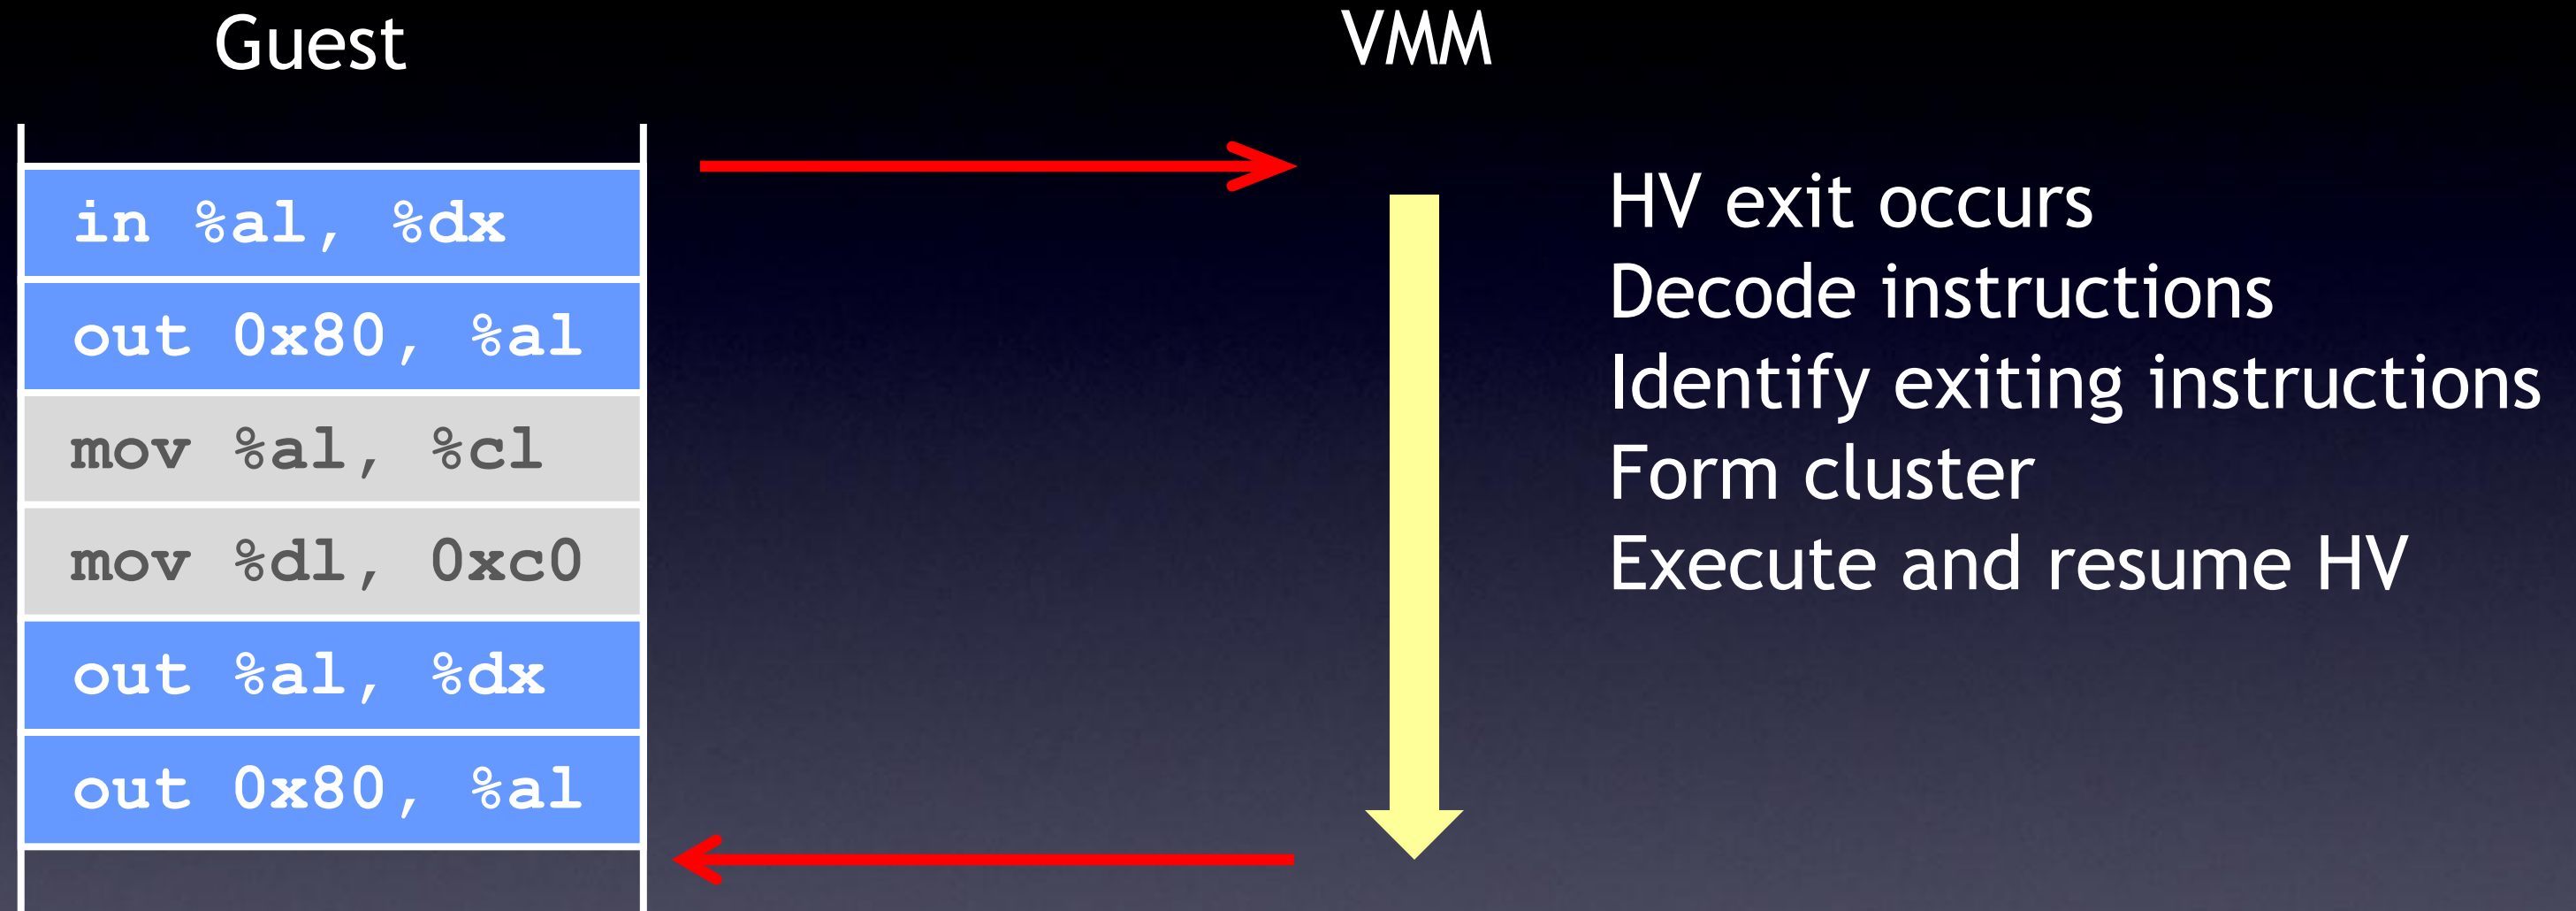 Guest
VMM
in %al, %dx
out 0x80, %al
mov %al, %cl
mov %dl, 0xc0
out %al, %dx
out 0x80, %al
HV exit occurs
Decode instructions
Identify exiting instructions
Form cluster
Execute and resume HV